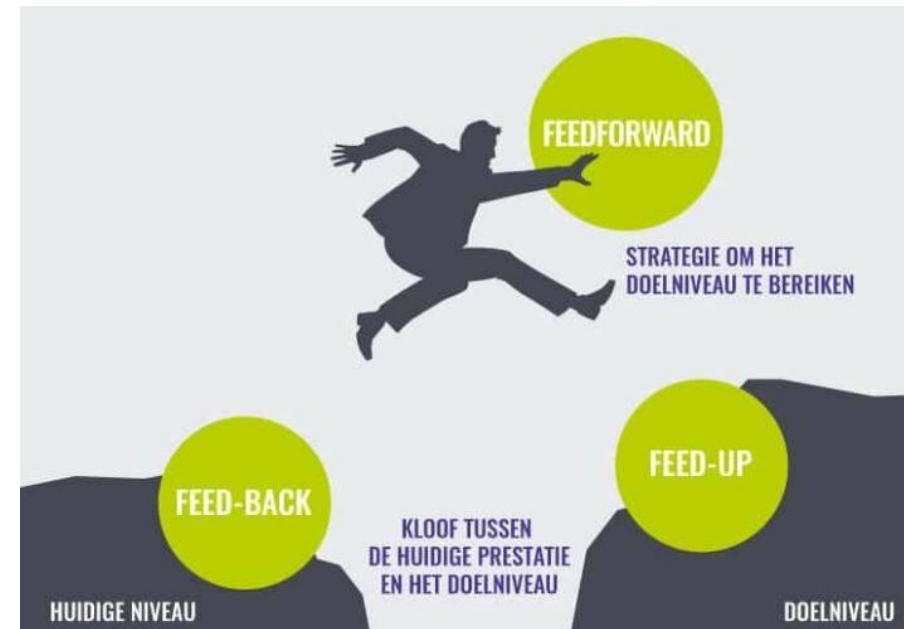 FEEDFORWARD
STRATEGIE OM HET
DOELNIVEAU TE BEREIKEN
FEED-BACK
FEED-UP
KLOOF TUSSEN
DE HUIDIGE PRESTATIE
EN HET DOELNIVEAU
HUIDIGE NIVEAU
DOELNIVEAU